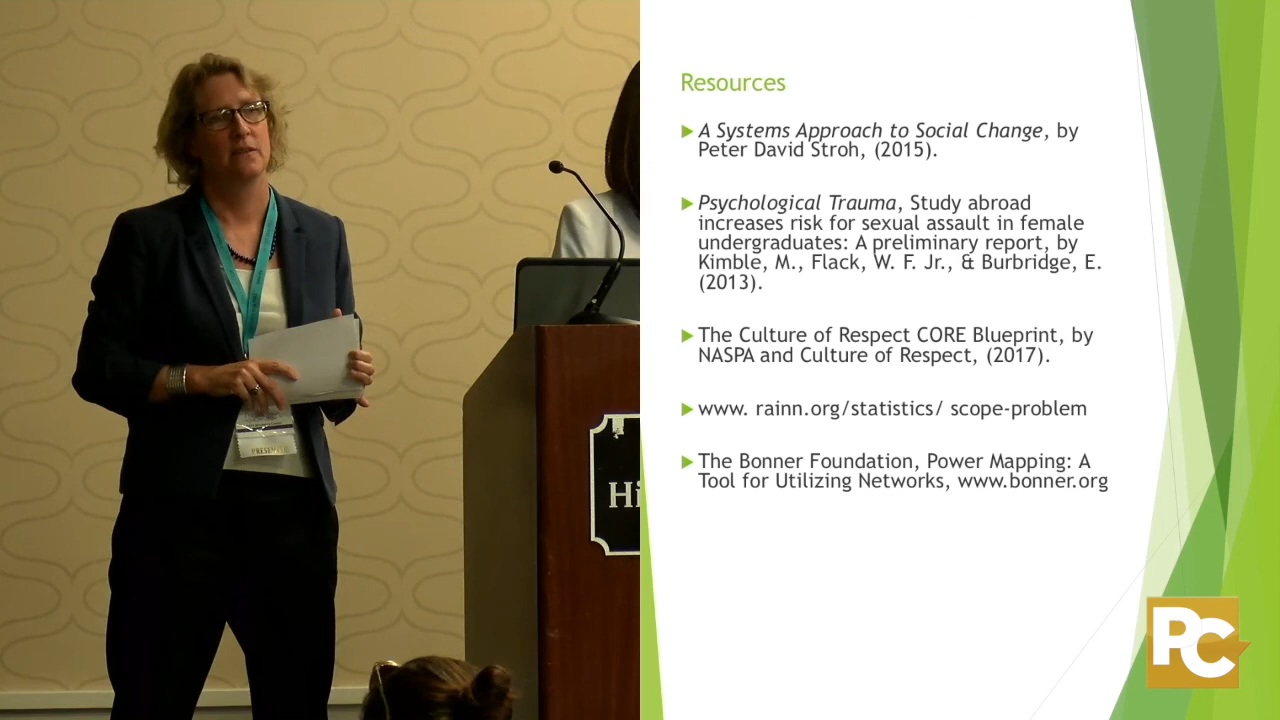 PRESENTER
Hi
Resources
A Systems Approach to Social Change, by
Peter David Stroh, (2015).
Psychological Trauma, Study abroad
increases risk for sexual assault in female
undergraduates: A preliminary report, by
Kimble, M., Flack, W. F. Jr., & Burbridge, E.
(2013).
The Culture of Respect CORE Blueprint, by
NASPA and Culture of Respect, (2017).
www. rainn.org/statistics/ scope-problem
The Bonner Foundation, Power Mapping: A
Tool for Utilizing Networks, www.bonner.org
PC